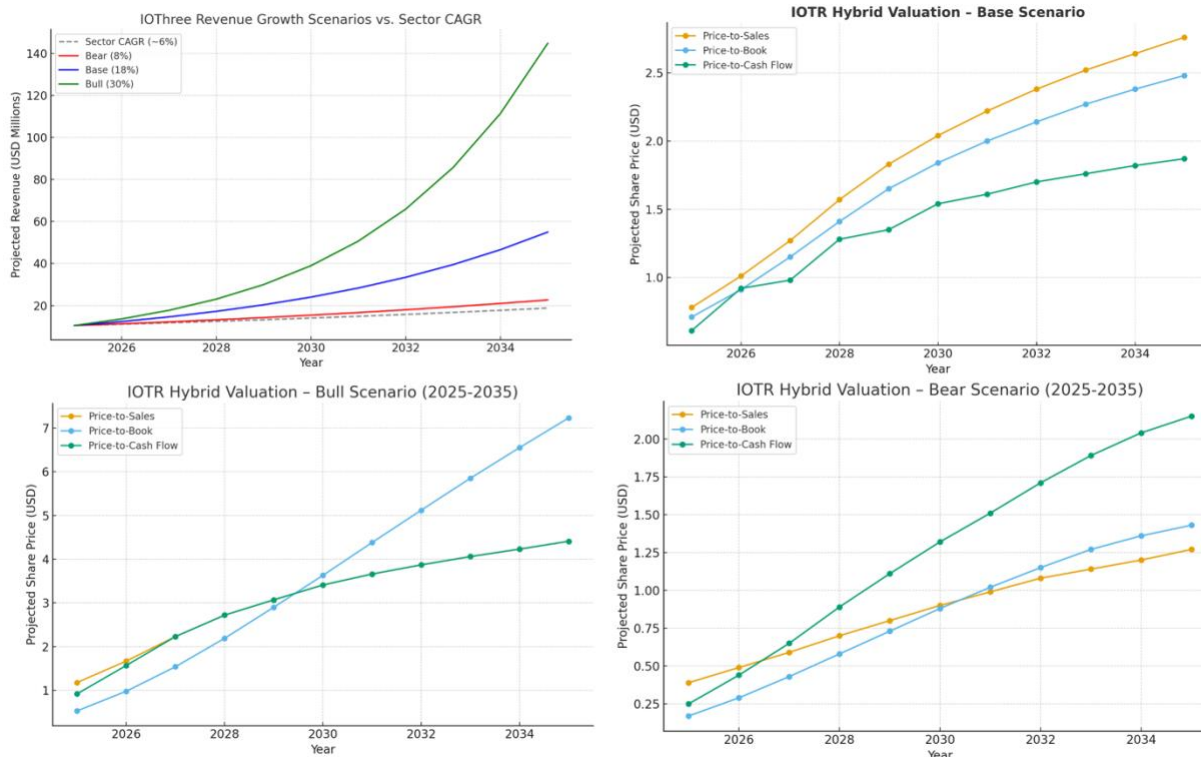 IOThree Revenue Growth Scenarios vs. Sector CAGR
Sector CAGR (~6%)
Bear (8%)
Base (18%)
Bull (30%)
Projected Revenue (USD Millions)
140
120
100
80
60
40
20
2026
2028
2030
2032
2034
Year
IOTR Hybrid Valuation – Base Scenario
Price-to-Sales
Price-to-Book
Price-to-Cash Flow
Projected Share Price (USD)
2.5
2.0
1.5
1.0
2026
2028
2030
2032
2034
Year
IOTR Hybrid Valuation – Bull Scenario (2025-2035)
Price-to-Sales
Price-to-Book
Price-to-Cash Flow
Projected Share Price (USD)
7
6
5
4
3
2
1
2026
2028
2030
2032
2034
Year
IOTR Hybrid Valuation – Bear Scenario (2025-2035)
Price-to-Sales
Price-to-Book
Price-to-Cash Flow
Projected Share Price (USD)
2.00
1.75
1.50
1.25
1.00
0.75
0.50
0.25
2026
2028
2030
2032
2034
Year